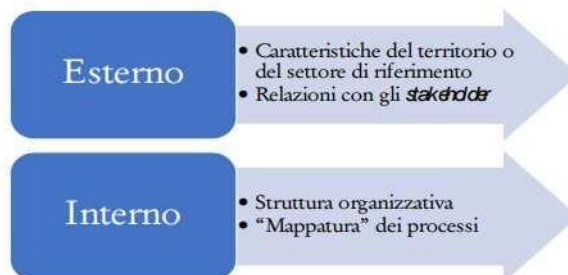 Esterno
• Caratteristiche del territorio o
del settore di riferimento
• Relazioni con gli stakeholder
Interno
• Struttura organizzativa
• “Mappatura” dei processi